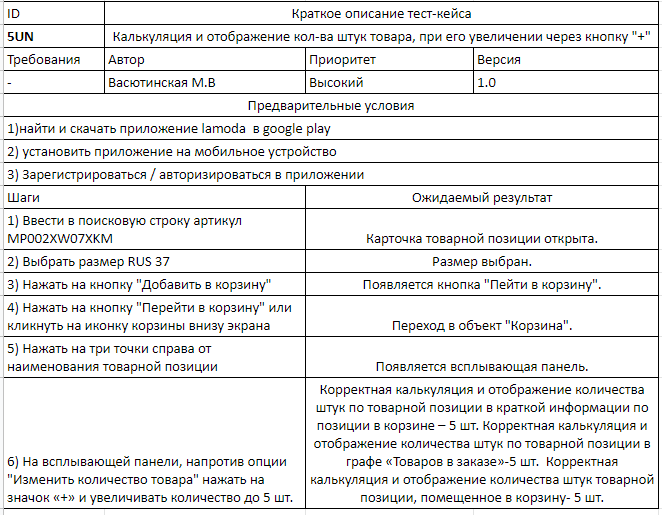 ID Краткое описание тест-кейса
5UN Калькуляция и отображение кол-ва штук товара, при его увеличении через кнопку "+"
Требования Автор Приоритет Версия
- Васютинская М.В Высокий 1.0
Предварительные условия
1)найти и скачать приложение lamoda в google play
2) установить приложение на мобильное устройство
3) Зарегистрироваться / авторизироваться в приложении
Шаги Ожидаемый результат
1) Ввести в поисковую строку артикул
MP002XW07XKM Карточка товарной позиции открыта.
2) Выбрать размер RUS 37 Размер выбран.
3) Нажать на кнопку "Добавить в корзину" Появляется кнопка "Пейти в корзину".
4) Нажать на кнопку "Перейти в корзину" или
кликнуть на иконку корзины внизу экрана Переход в объект "Корзина".
5) Нажать на три точки справа от
наименования товарной позиции Появляется всплывающая панель.
6) На всплывающей панели, напротив опции
"Изменить количество товара" нажать на
значок «+» и увеличивать количество до 5 шт.
Корректная калькуляция и отображение количества
штук по товарной позиции в краткой информации по
позиции в корзине – 5 шт. Корректная калькуляция и
отображение количества штук по товарной позиции в
графе «Товаров в заказе»-5 шт. Корректная
калькуляция и отображение количества штук товарной
позиции, помещенное в корзину- 5 шт.